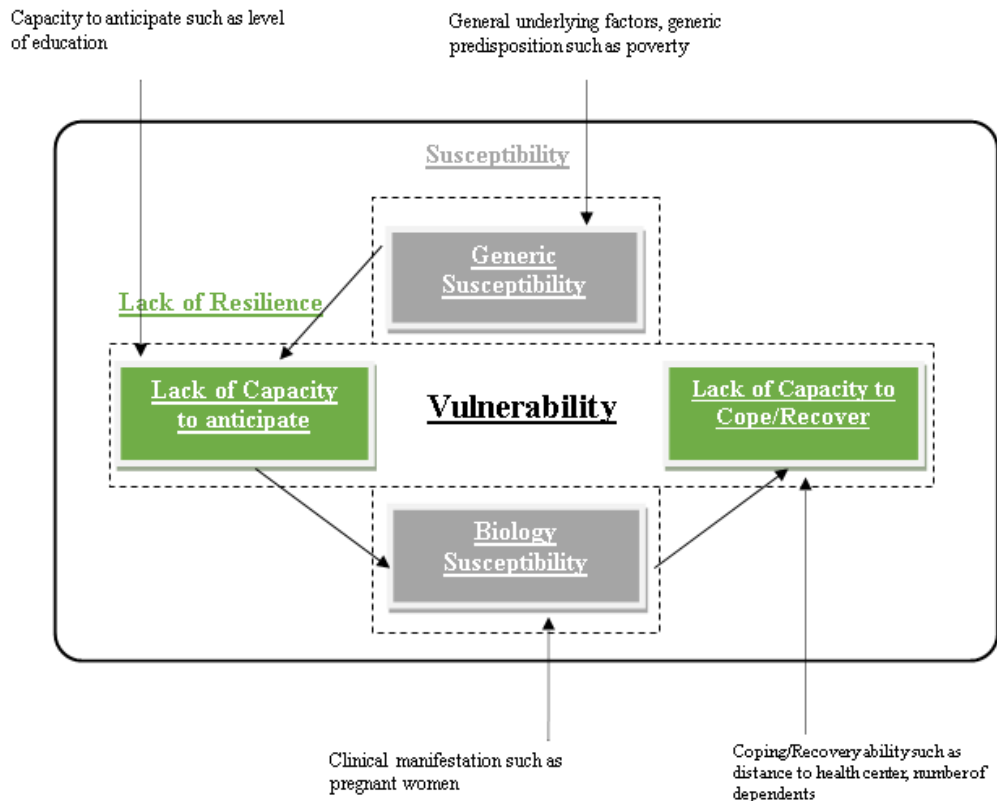 Capacity to anticipate such as level
of education
General underlying factors, generic
predisposition such as poverty
Susceptibility
Generic
Susceptibility
Lack of Resilience
Lack of Capacity
to anticipate
Vulnerability
Lack of Capacity to
Cope/Recover
Biology
Susceptibility
Clinical manifestation such as
pregnant women
Coping/Recovery ability such as
distance to health center, number of
dependents